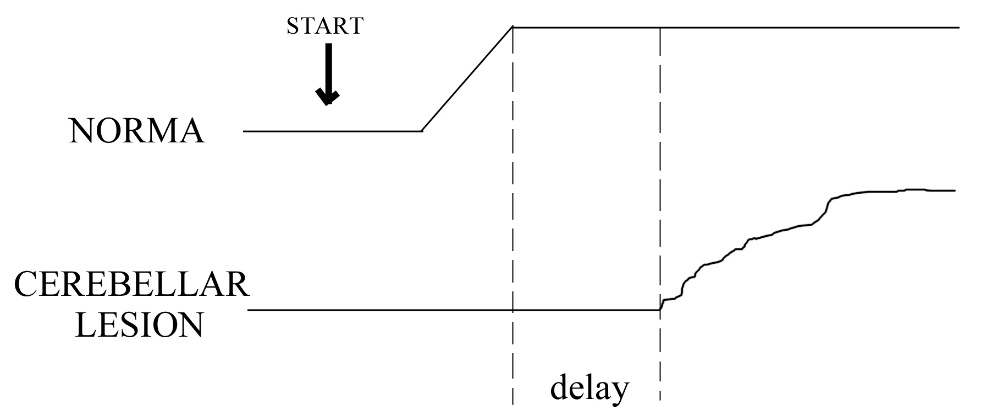 START
NORMA
CEREBELLAR
LESION
delay